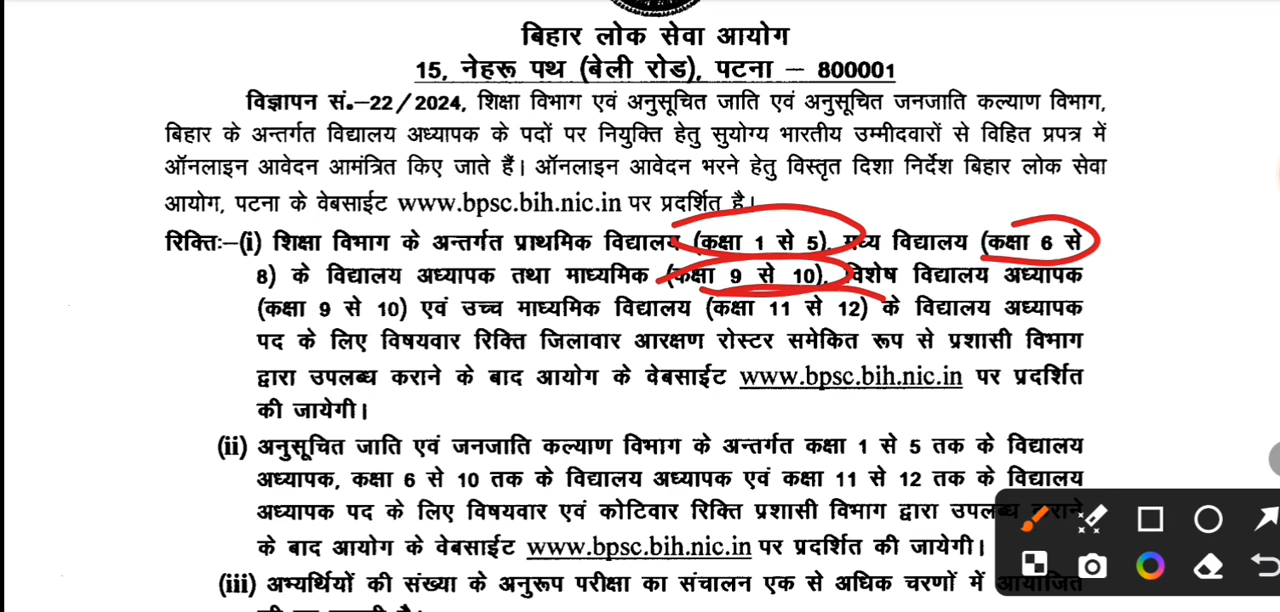 बिहार लोक सेवा आयोग
15, नेहरू पथ (बेली रोड), पटना – 800001
विज्ञापन सं.–22/2024, शिक्षा विभाग एवं अनुसूचित जाति एवं अनुसूचित जनजाति कल्याण विभाग,
बिहार के अन्तर्गत विद्यालय अध्यापक के पदों पर नियुक्ति हेतु सुयोग्य भारतीय उम्मीदवारों से विहित प्रपत्र में
ऑनलाइन आवेदन आमंत्रित किए जाते हैं। ऑनलाइन आवेदन भरने हेतु विस्तृत दिशा निर्देश बिहार लोक सेवा
आयोग, पटना के वेबसाईट www.bpsc.bih.nic.in पर प्रदर्शित है।
रिक्तिः–(i) शिक्षा विभाग के अन्तर्गत प्राथमिक विद्यालय (कक्षा 1 से 5), मध्य विद्यालय (कक्षा 6 से
8) के विद्यालय अध्यापक तथा माध्यमिक (कक्षा 9 से 10), विशेष विद्यालय अध्यापक
(कक्षा 9 से 10) एवं उच्च माध्यमिक विद्यालय (कक्षा 11 से 12) के विद्यालय अध्यापक
पद के लिए विषयवार रिक्ति जिलावार आरक्षण रोस्टर समेकित रूप से प्रशासी विभाग
द्वारा उपलब्ध कराने के बाद आयोग के वेबसाईट www.bpsc.bih.nic.in पर प्रदर्शित
की जायेगी।
(ii) अनुसूचित जाति एवं जनजाति कल्याण विभाग के अन्तर्गत कक्षा 1 से 5 तक के विद्यालय
अध्यापक, कक्षा 6 से 10 तक के विद्यालय अध्यापक एवं कक्षा 11 से 12 तक के विद्यालय
अध्यापक पद के लिए विषयवार एवं कोटिवार रिक्ति प्रशासी विभाग द्वारा उपलब्ध कराने
के बाद आयोग के वेबसाईट www.bpsc.bih.nic.in पर प्रदर्शित की जायेगी।
(iii) अभ्यर्थियों की संख्या के अनुरूप परीक्षा का संचालन एक से अधिक चरणों में आयोजित